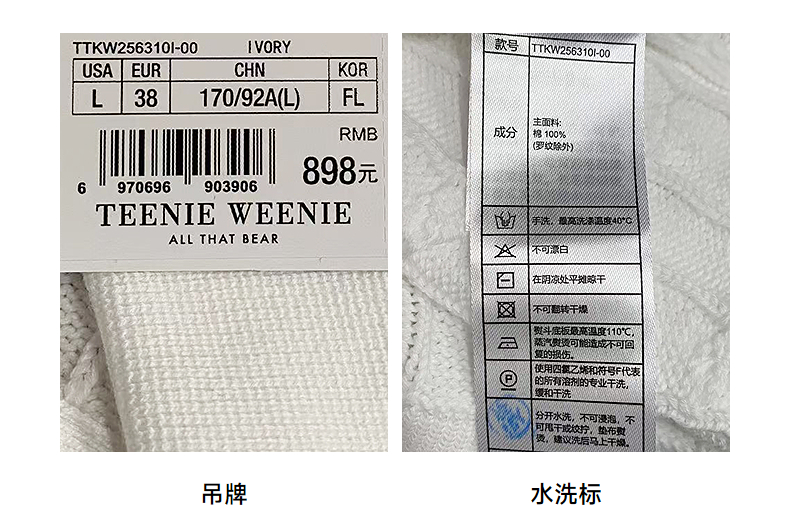 TTKW256310I-00 IVORY
USA EUR CHN KOR
L 38 170/92A(L) FL
RMB
898元
6 970696 903906
TEENIE WEENIE
ALL THAT BEAR
吊牌
款号 TTKW256310I-00
成分
主面料:
棉 100%
(罗纹除外)
手洗，最高洗涤温度40°C
不可漂白
在阴凉处平摊晾干
不可翻转干燥
熨斗底板最高温度110℃，
蒸汽熨烫可能造成不可回
复的损伤。
使用四氯乙烯和符号F代表
的所有溶剂的专业干洗，
缓和干洗
分开水洗，不可浸泡，不
可甩干或绞拧，垫布熨
烫，建议洗后马上干燥。
水洗标